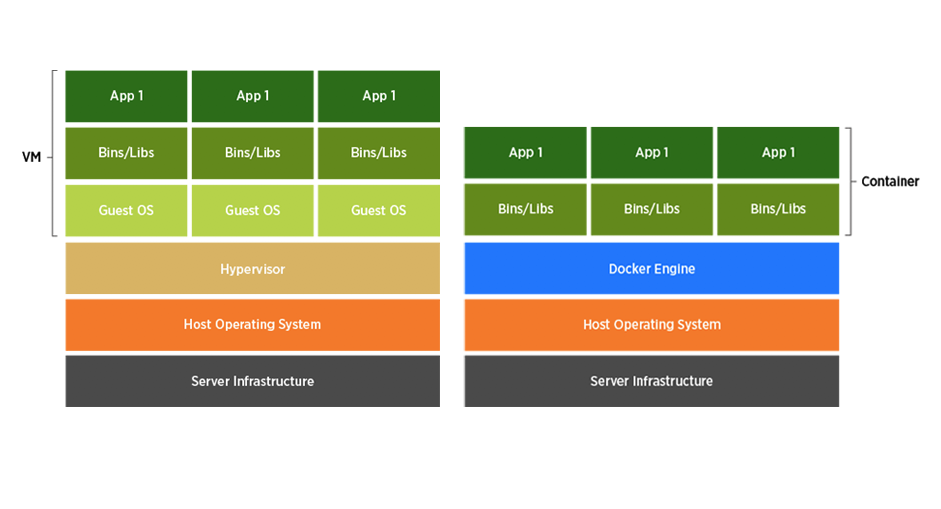 VM
App 1
App 1
App 1
Bins/Libs
Bins/Libs
Bins/Libs
Guest OS
Guest OS
Guest OS
Hypervisor
Host Operating System
Server Infrastructure
App 1
App 1
App 1
Bins/Libs
Bins/Libs
Bins/Libs
Docker Engine
Host Operating System
Server Infrastructure
Container